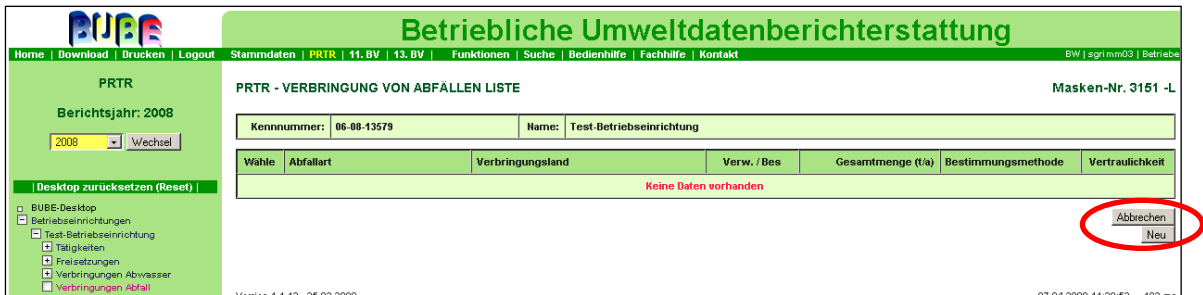 BUBE
Betriebliche Umweltdatenberichterstattung
Home | Download | Drucken | Logout Stammdaten | PRTR | 11. BV | 13. BV | Funktionen | Suche | Bedienhilfe | Fachhilfe | Kontakt BW | sgrimm03 | Betriebe
PRTR
PRTR - VERBRINGUNG VON ABFÄLLEN LISTE Masken-Nr. 3151 -L
Berichtsjahr: 2008
Kennnummer: 06-08-13579 Name: Test-Betriebseinrichtung
2008 Wechsel
Wähle Abfallart Verbringungsland Verw. / Bes Gesamtmenge (t/a) Bestimmungsmethode Vertraulichkeit
Keine Daten vorhanden
| Desktop zurücksetzen (Reset) |
BUBE-Desktop
Betriebseinrichtungen
Test-Betriebseinrichtung
Tätigkeiten
Freisetzungen
Verbringungen Abwasser
Verbringungen Abfall
Abbrechen
Neu